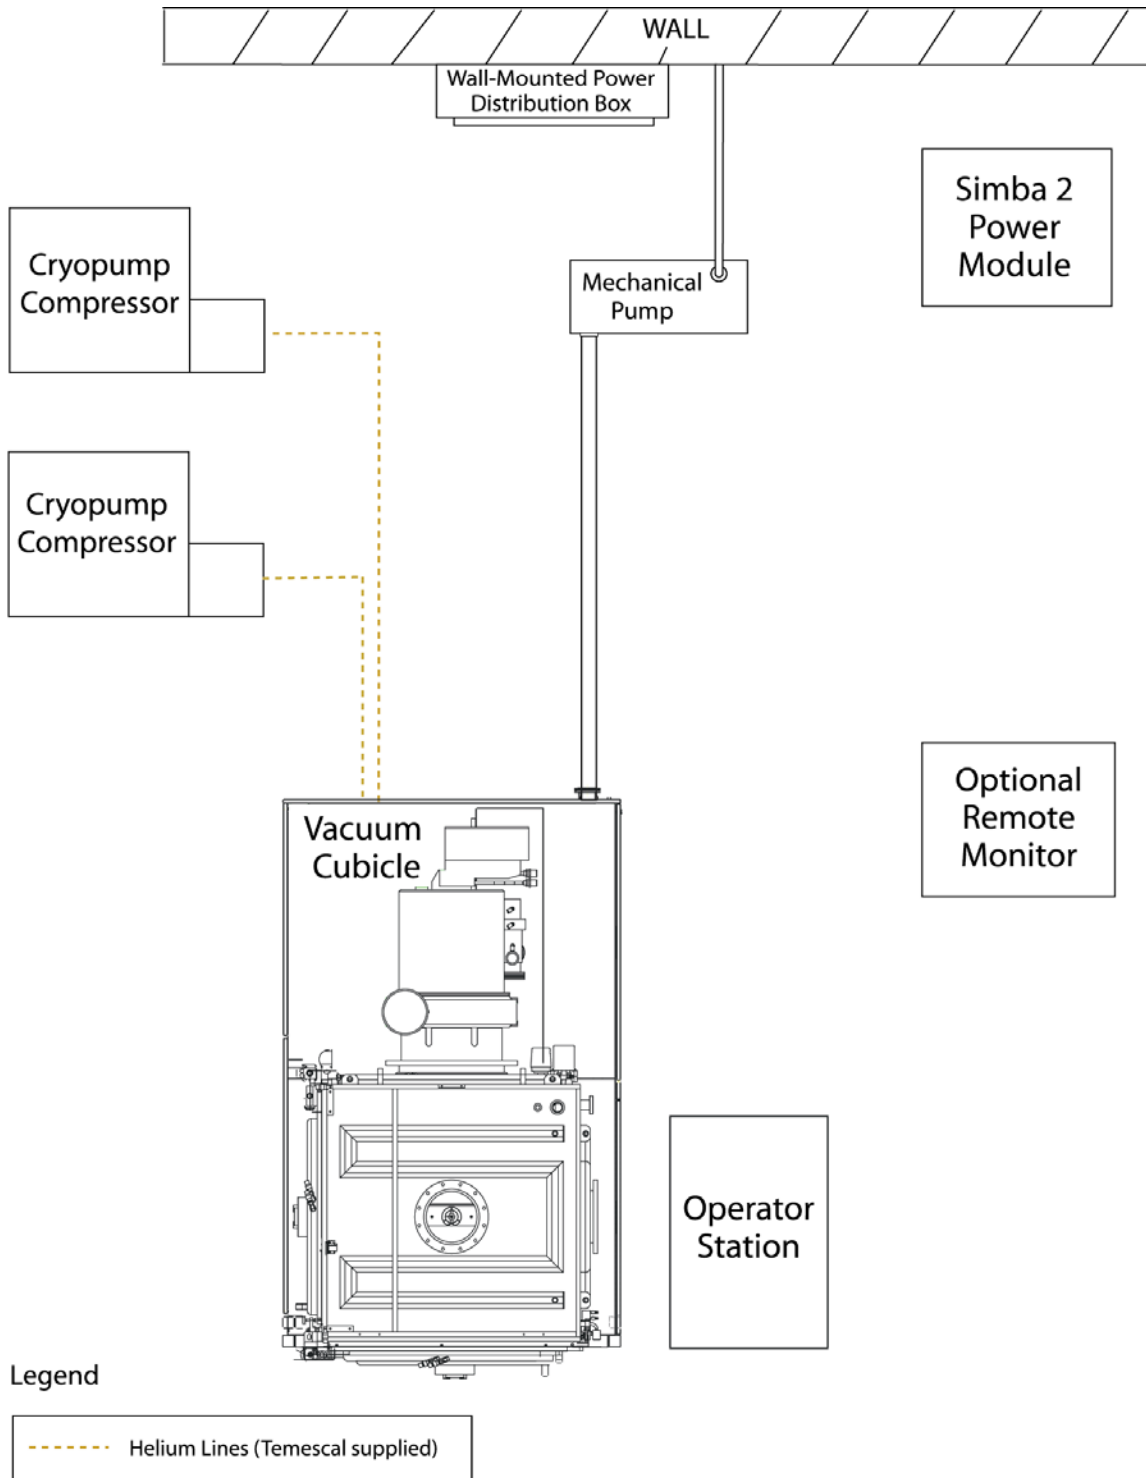 WALL
Wall-Mounted Power
Distribution Box
Simba 2
Power
Module
Cryopump
Compressor
Mechanical
Pump
Cryopump
Compressor
Optional
Remote
Monitor
Vacuum
Cubicle
Operator
Station
Legend
Helium Lines (Temescal supplied)